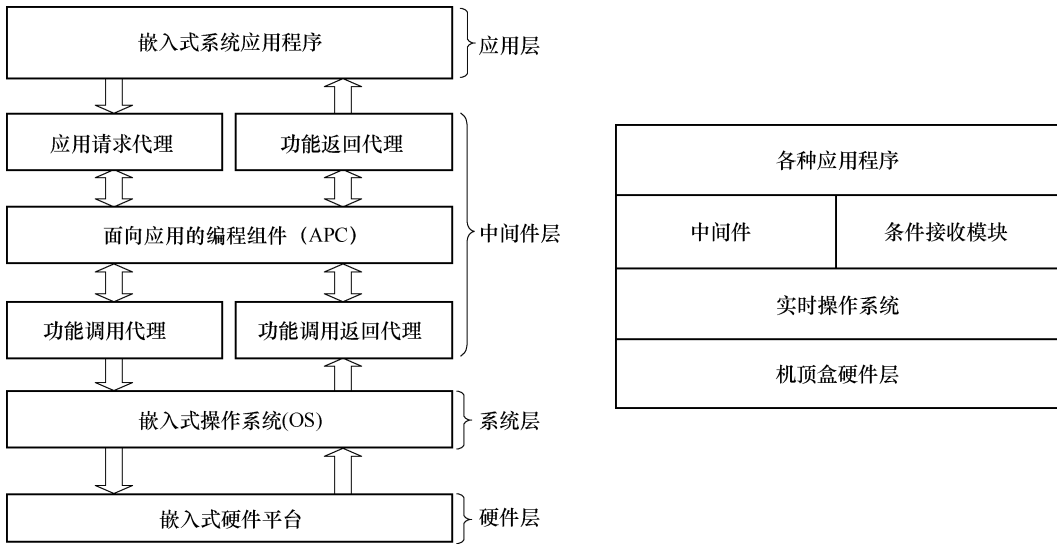 嵌入式系统应用程序
应用层
应用请求代理
功能返回代理
面向应用的编程组件（APC）
中间件层
功能调用代理
功能调用返回代理
嵌入式操作系统(OS)
系统层
嵌入式硬件平台
硬件层
各种应用程序
中间件
条件接收模块
实时操作系统
机顶盒硬件层